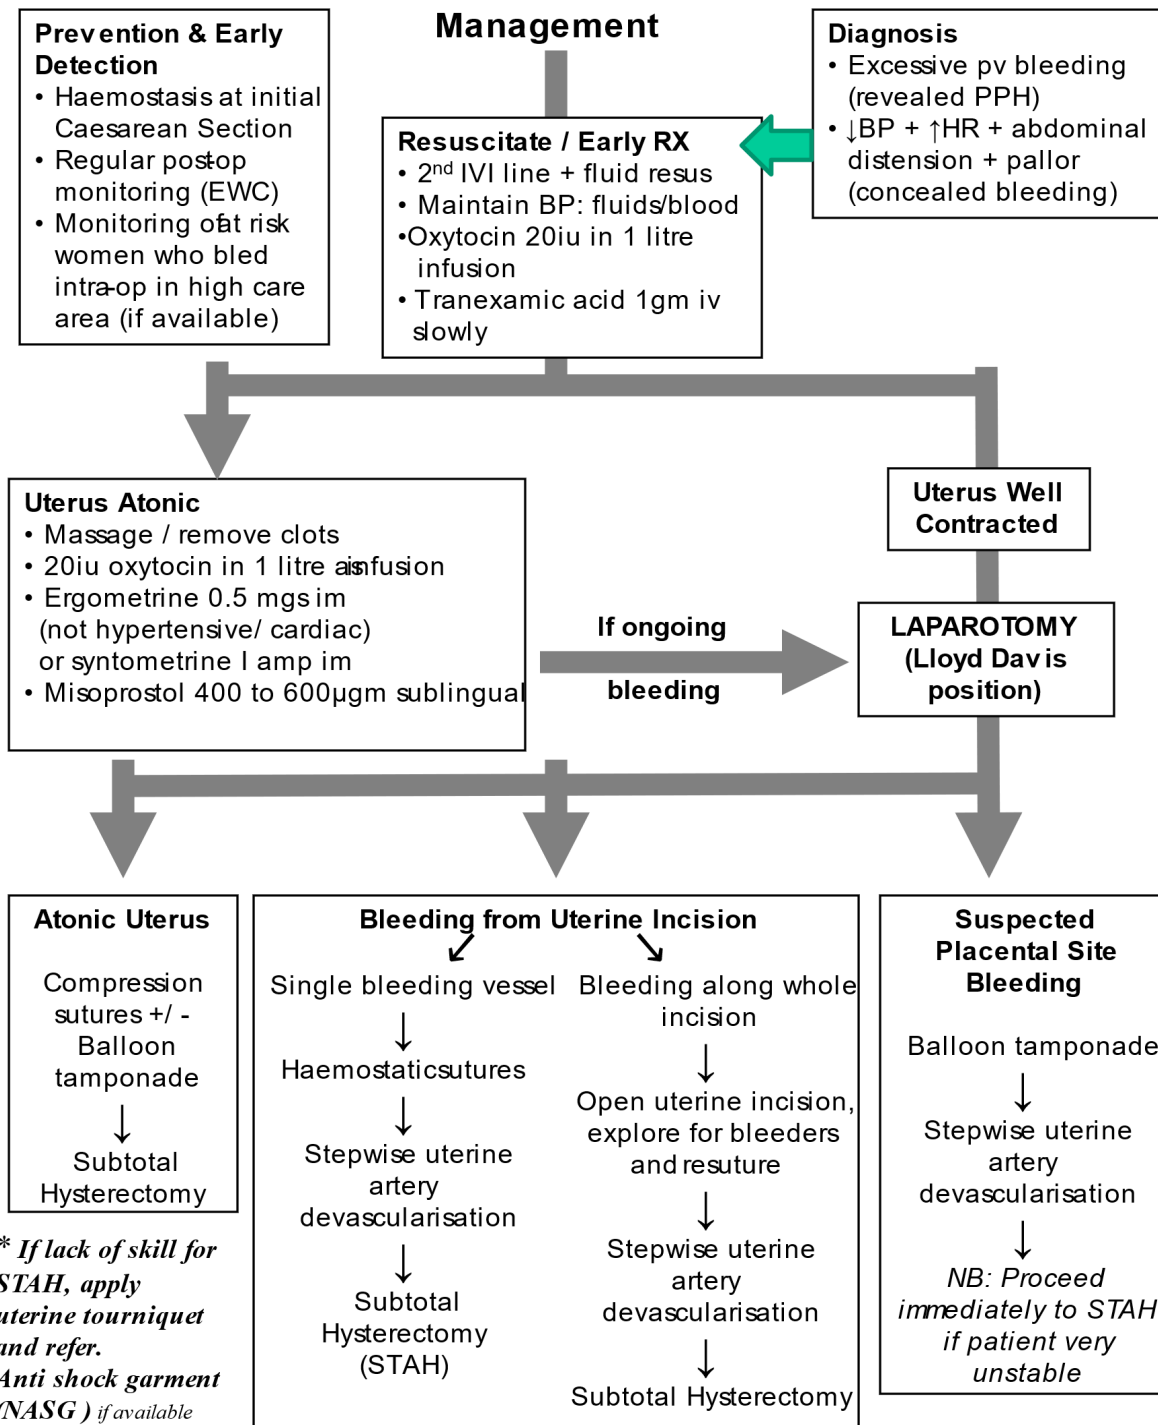 Management
Prevention & Early
Detection
• Haemostasis at initial
Caesarean Section
• Regular post-op
monitoring (EWC)
• Monitoring of at risk
women who bled
intra-op in high care
area (if available)
Resuscitate / Early RX
• 2nd IVI line + fluid resus
• Maintain BP: fluids/blood
•Oxytocin 20iu in 1 litre
infusion
• Tranexamic acid 1gm iv
slowly
Diagnosis
• Excessive pv bleeding
(revealed PPH)
• ↓BP + ↑HR + abdominal
distension + pallor
(concealed bleeding)
Uterus Atonic
• Massage / remove clots
• 20iu oxytocin in 1 litre as infusion
• Ergometrine 0.5 mgs im
(not hypertensive/ cardiac)
or syntometrine I amp im
• Misoprostol 400 to 600µgm sublingual
If ongoing
bleeding
Uterus Well
Contracted
LAPAROTOMY
(Lloyd Davis
position)
Atonic Uterus
Compression
sutures +/ -
Balloon
tamponade
↓
Subtotal
Hysterectomy
* If lack of skill for
STAH, apply
uterine tourniquet
and refer.
Anti shock garment
(NASG ) if available
Bleeding from Uterine Incision
Single bleeding vessel
↓
Haemostatic sutures
↓
Stepwise uterine
artery
devascularisation
↓
Subtotal
Hysterectomy
(STAH)
Bleeding along whole
incision
↓
Open uterine incision,
explore for bleeders
and resuture
↓
Stepwise uterine
artery
devascularisation
↓
Subtotal Hysterectomy
Suspected
Placental Site
Bleeding
Balloon tamponade
↓
Stepwise uterine
artery
devascularisation
↓
NB: Proceed
immediately to STAH
if patient very
unstable